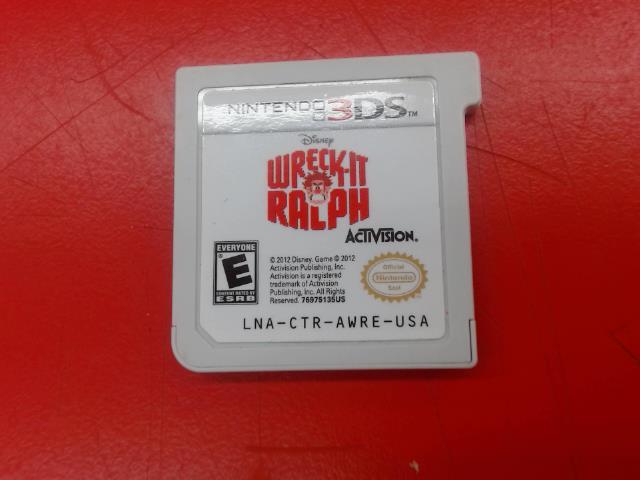 NINTENDO 3DS™
Disney
WRECK-IT
RALPH
ACTIVISION®
EVERYONE
E
CONTENT RATED BY
ESRB
© 2012 Disney. Game © 2012
Activision Publishing, Inc.
Activision is a registered
trademark of Activision
Publishing, Inc. All Rights
Reserved. 76975135US
Official
Nintendo
Seal
LNA-CTR-AWRE-USA